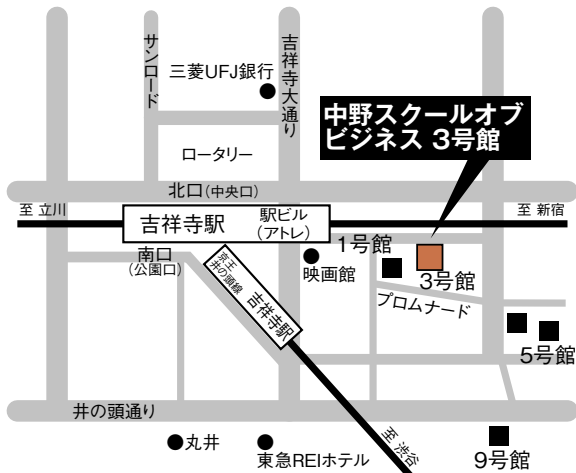 サンロード
吉祥寺大通り
三菱UFJ銀行
中野スクールオブ
ビジネス 3号館
ロータリー
北口(中央口)
至 立川
吉祥寺駅
駅ビル
(アトレ)
至 新宿
南口
(公園口)
京王
井の頭線
吉祥寺駅
映画館
1号館
3号館
プロムナード
5号館
井の頭通り
丸井
東急REIホテル
至 渋谷
9号館